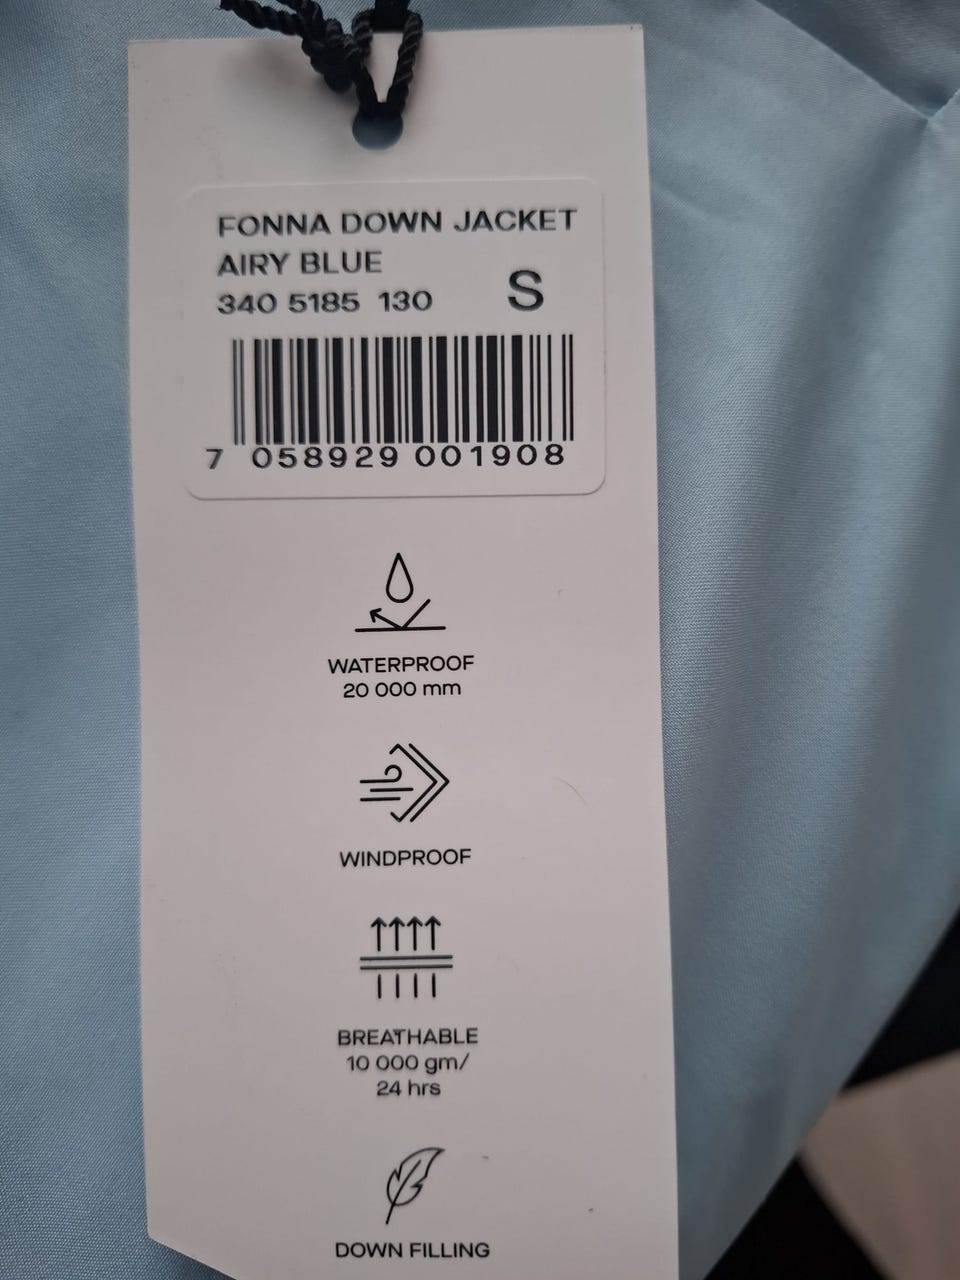 FONNA DOWN JACKET
AIRY BLUE
340 5185 130 S
7 058929 001908
WATERPROOF
20 000 mm
WINDPROOF
BREATHABLE
10 000 gm/
24 hrs
DOWN FILLING